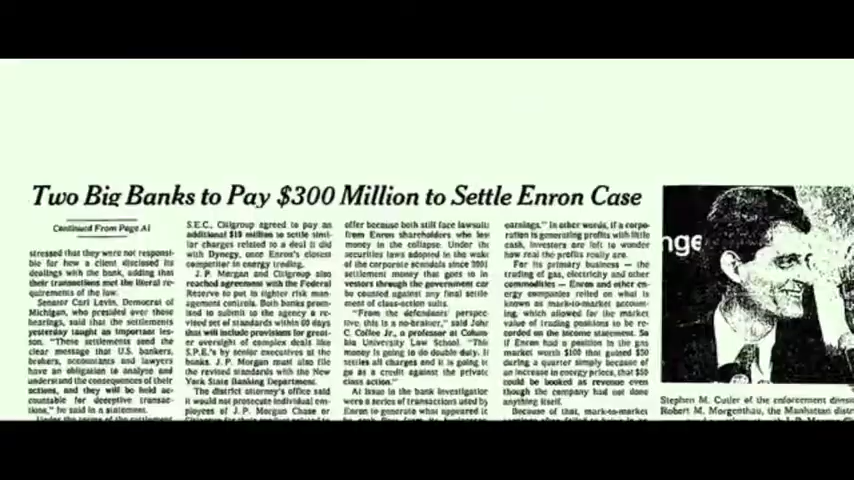 Two Big Banks to Pay $300 Million to Settle Enron Case
Continued From Page A1
stressed that they were not responsi-
ble for how a client disclosed its
dealings with the bank, adding that
their transactions met the literal re-
quirements of the law.
Senator Carl Levin, Democrat of
Michigan, who presided over those
hearings, said that the settlements
yesterday taught an important les-
son. "These settlements send the
clear message that U.S. bankers,
brokers, accountants and lawyers
have an obligation to analyze and
understand the consequences of their
actions, and they will be held ac-
countable for deceptive transac-
tions," he said in a statement.
Under the terms of the settlement
S.E.C., Citigroup agreed to pay an
additional $19 million to settle simi-
lar charges related to a deal it did
with Dynegy, once Enron's closest
competitor in energy trading.
J. P. Morgan and Citigroup also
reached agreement with the Federal
Reserve to put in tighter risk man-
agement controls. Both banks prom-
ised to submit to the agency a re-
vised set of standards within 60 days
that will include provisions for great-
er oversight of complex deals like
S.P.E.'s by senior executives at the
banks. J. P. Morgan must also file
the revised standards with the New
York State Banking Department.
The district attorney's office said
it would not prosecute individual em-
ployees of J. P. Morgan Chase or
Citigroup for their conduct related to
offer because both still face lawsuits
from Enron shareholders who lost
money in the collapse. Under the
securities laws adopted in the wake
of the corporate scandals since 2001
settlement money that goes to in-
vestors through the government can
be counted against any final settle
ment of class-action suits.
"From the defendants' perspec-
tive, this is a no-braker," said John
C. Coffee Jr., a professor at Colum-
bia University Law School. "This
money is going to do double duty. It
settles all charges and it is going to
go as a credit against the private
class action."
At issue in the bank investigation
were a series of transactions used by
Enron to generate what appeared to
earnings." In other words, if a corpo-
ration is generating profits with little
cash, investors are left to wonder
how real the profits really are.
For its primary business — the
trading of gas, electricity and other
commodities — Enron and other en-
ergy companies relied on what is
known as mark-to-market account-
ing, which allowed for the market
value of trading positions to be re-
corded on the income statement. So
if Enron had a position in the gas
market worth $100 that gained $50
during a quarter simply because of
an increase in energy prices, that $50
could be booked as revenue even
though the company had not done
anything itself.
Because of that, mark-to-market
nge
Stephen M. Cutler of the enforcement divisi
Robert M. Morgenthau, the Manhattan distr